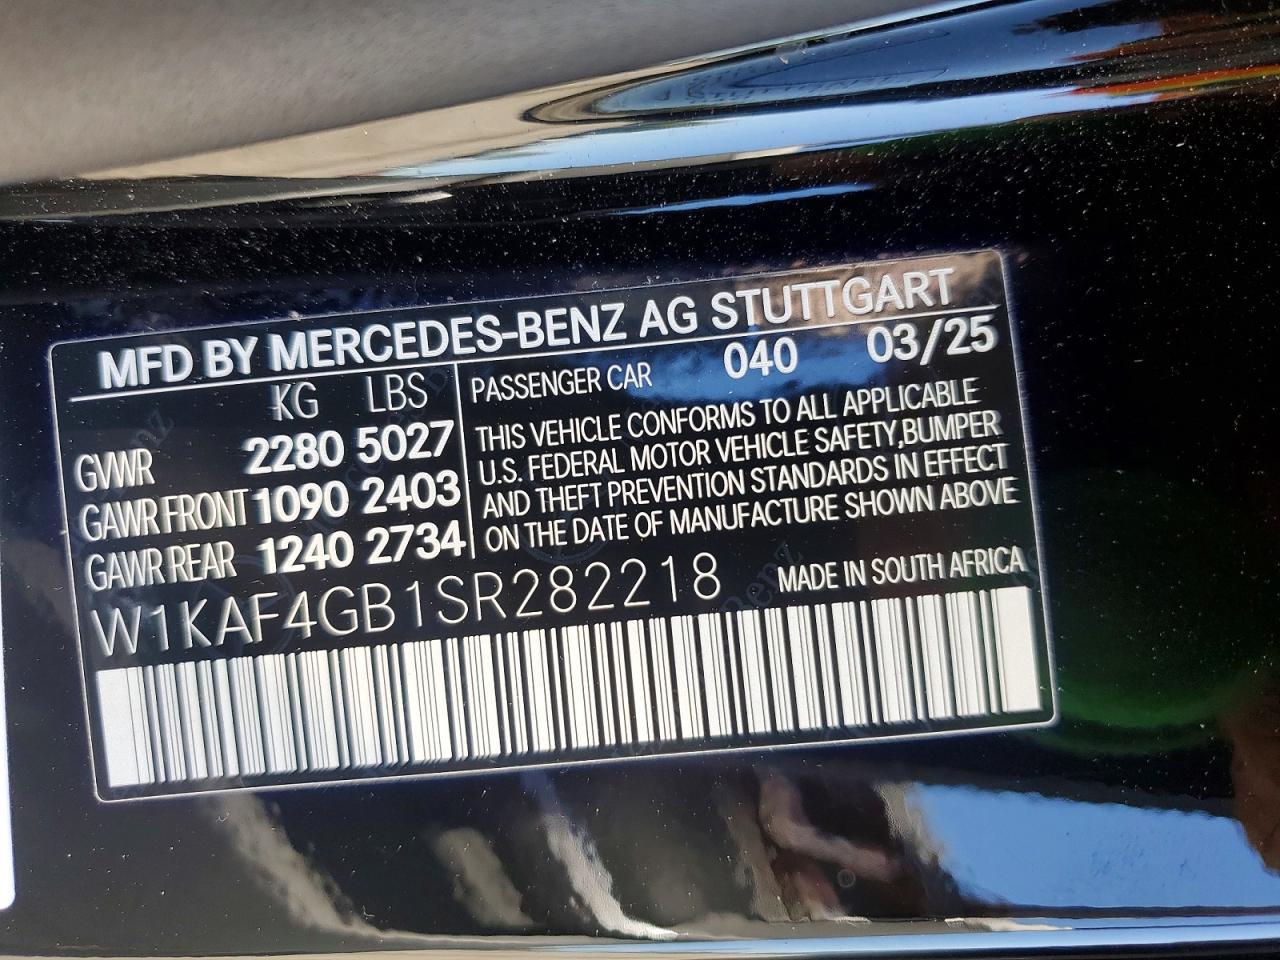 MFD BY MERCEDES-BENZ AG STUTTGART
KG LBS
GVWR 2280 5027
GAWR FRONT 1090 2403
GAWR REAR 1240 2734
PASSENGER CAR 040 03/25
THIS VEHICLE CONFORMS TO ALL APPLICABLE
U.S. FEDERAL MOTOR VEHICLE SAFETY,BUMPER
AND THEFT PREVENTION STANDARDS IN EFFECT
ON THE DATE OF MANUFACTURE SHOWN ABOVE
W1KAF4GB1SR282218 MADE IN SOUTH AFRICA